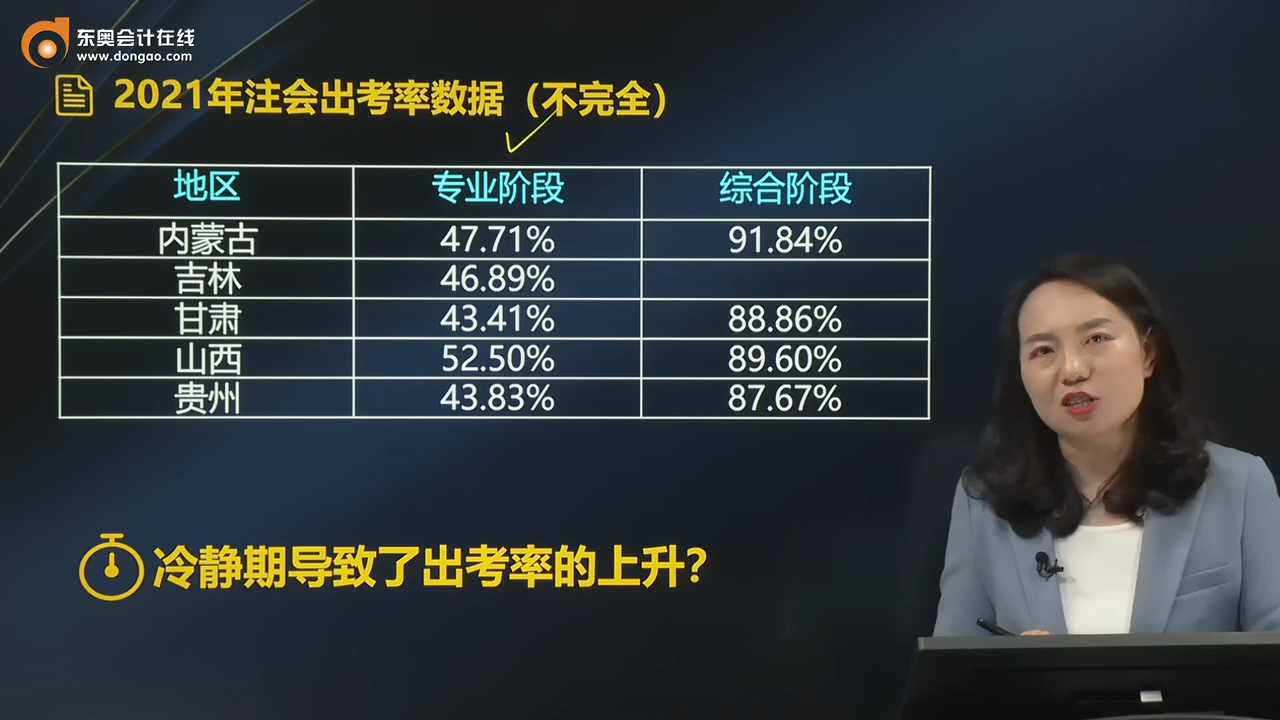 东奥会计在线
www.dongao.com
2021年注会出考率数据（不完全）
地区 专业阶段 综合阶段
内蒙古 47.71% 91.84%
吉林 46.89%
甘肃 43.41% 88.86%
山西 52.50% 89.60%
贵州 43.83% 87.67%
冷静期导致了出考率的上升？